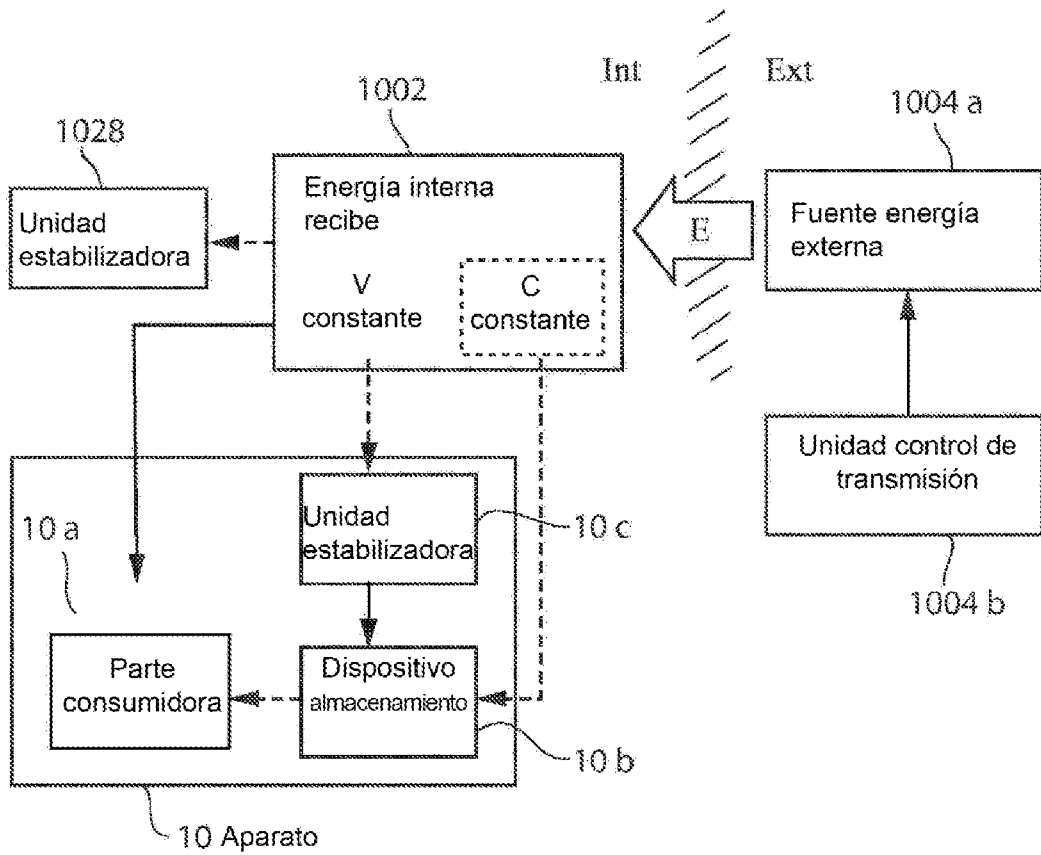 Int
Ext
1002
1004 a
1028
Unidad
estabilizadora
Energía interna
recibe
V
constante
C
constante
E
Fuente energía
externa
Unidad control de
transmisión
1004 b
10 a
Unidad
estabilizadora
10 c
Parte
consumidora
Dispositivo
almacenamiento
10 b
10 Aparato